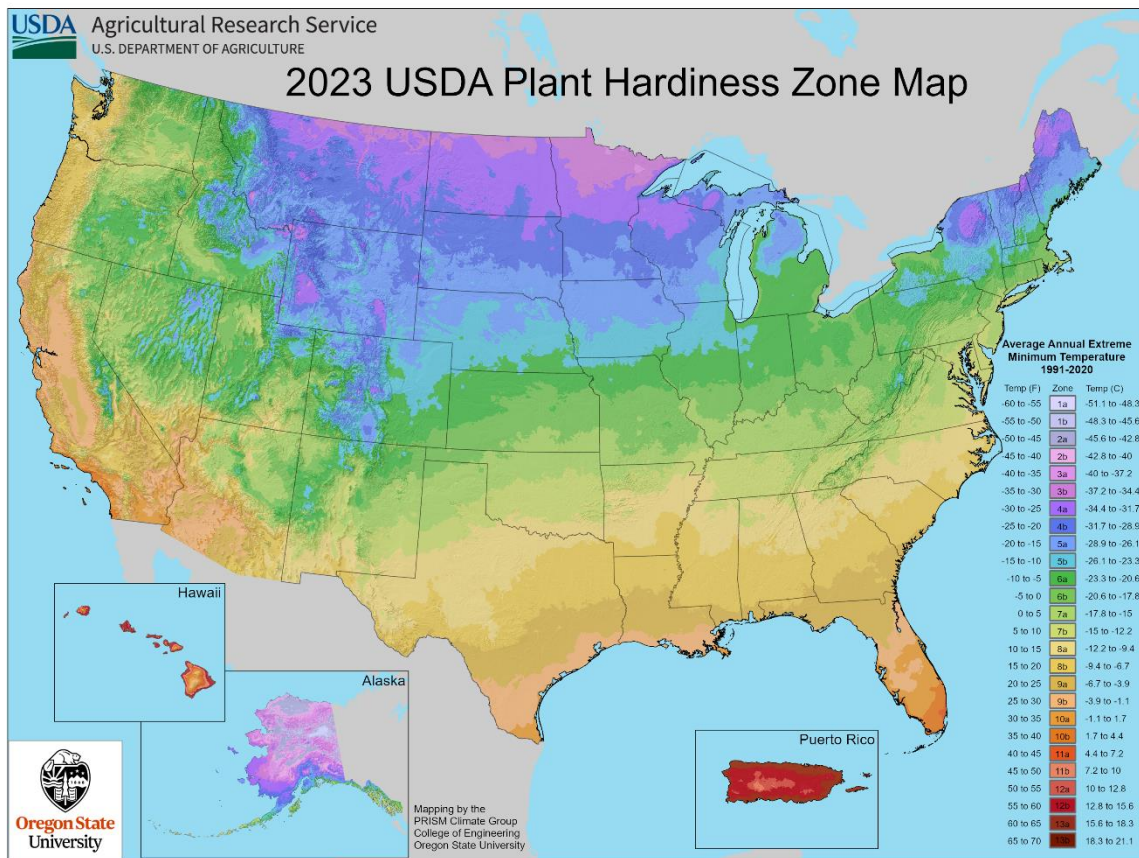 USDA Agricultural Research Service
U.S. DEPARTMENT OF AGRICULTURE
2023 USDA Plant Hardiness Zone Map
Average Annual Extreme
Minimum Temperature
1991-2020
Temp (F) Zone Temp (C)
-60 to -55 1a -51.1 to -48.3
-55 to -50 1b -48.3 to -45.6
-50 to -45 2a -45.6 to -42.8
-45 to -40 2b -42.8 to -40
-40 to -35 3a -40 to -37.2
-35 to -30 3b -37.2 to -34.4
-30 to -25 4a -34.4 to -31.7
-25 to -20 4b -31.7 to -28.9
-20 to -15 5a -28.9 to -26.1
-15 to -10 5b -26.1 to -23.3
-10 to -5 6a -23.3 to -20.6
-5 to 0 6b -20.6 to -17.8
0 to 5 7a -17.8 to -15
5 to 10 7b -15 to -12.2
10 to 15 8a -12.2 to -9.4
15 to 20 8b -9.4 to -6.7
20 to 25 9a -6.7 to -3.9
25 to 30 9b -3.9 to -1.1
30 to 35 10a -1.1 to 1.7
35 to 40 10b 1.7 to 4.4
40 to 45 11a 4.4 to 7.2
45 to 50 11b 7.2 to 10
50 to 55 12a 10 to 12.8
55 to 60 12b 12.8 to 15.6
60 to 65 13a 15.6 to 18.3
65 to 70 13b 18.3 to 21.1
Hawaii
Alaska
Puerto Rico
Mapping by the
PRISM Climate Group
College of Engineering
Oregon State University
Oregon State
University